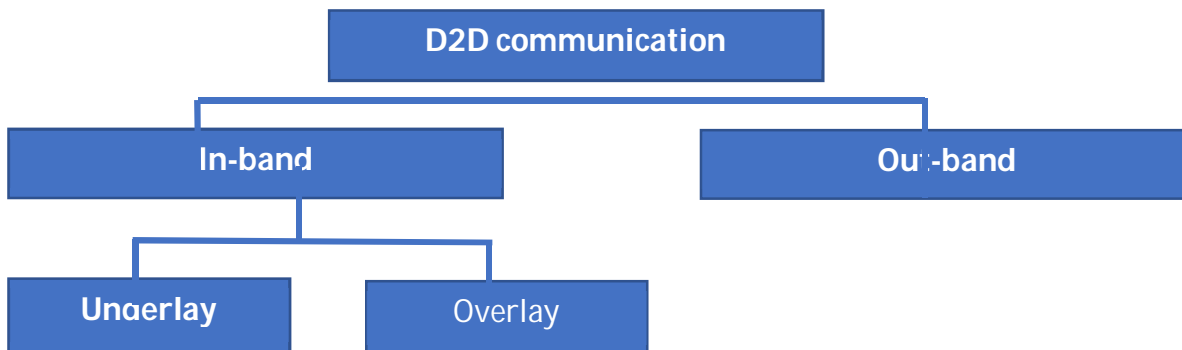 D2D communication
In-band
Out-band
Underlay
Overlay